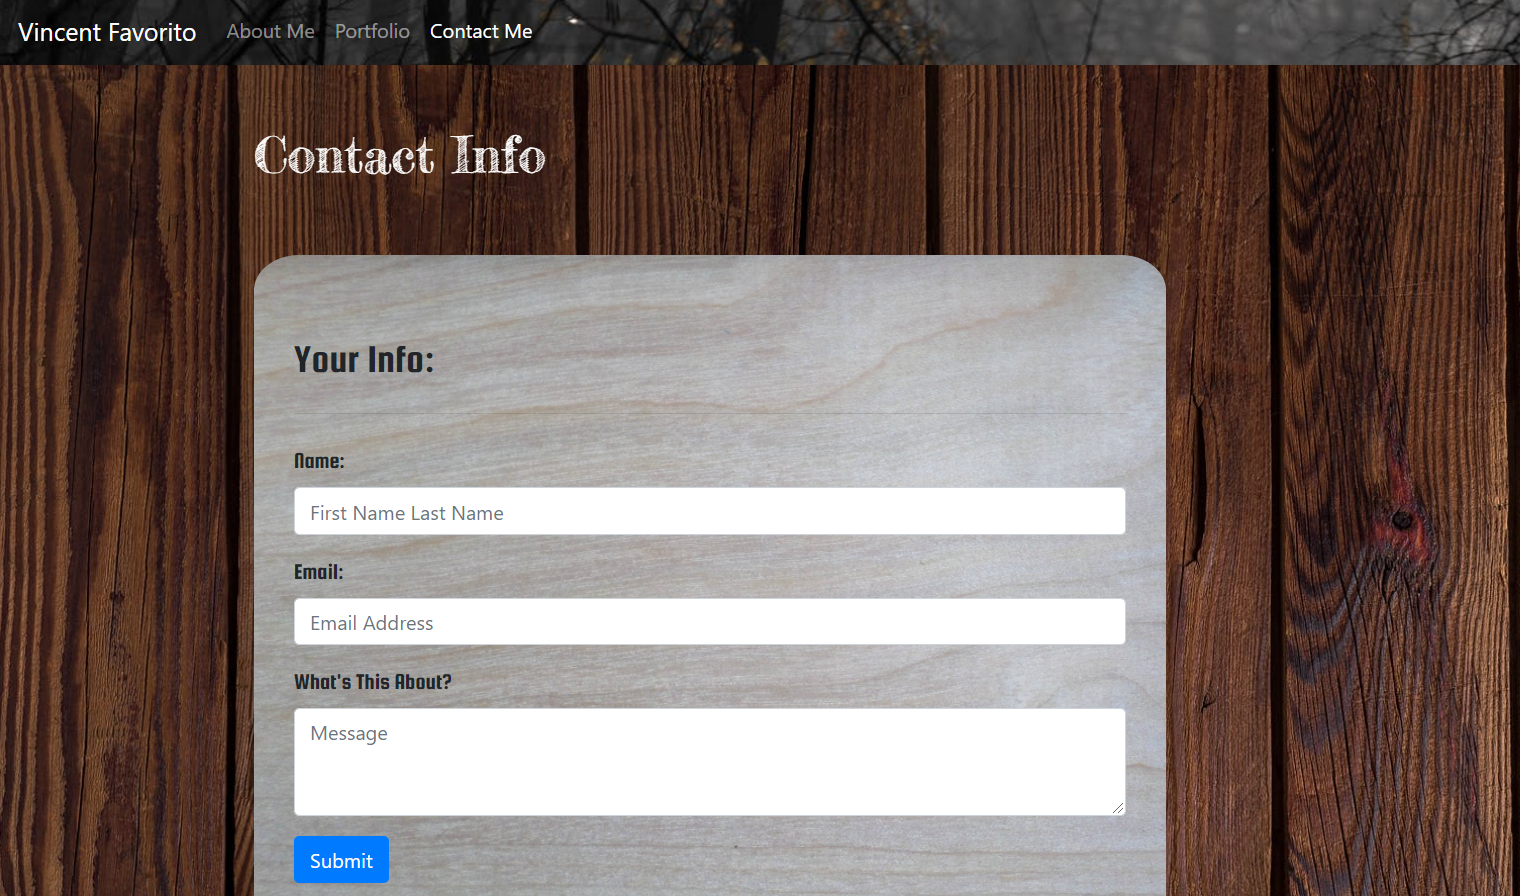 Vincent Favorito About Me Portfolio Contact Me
Contact Info
Your Info:
Name:
First Name Last Name
Email:
Email Address
What's This About?
Message
Submit